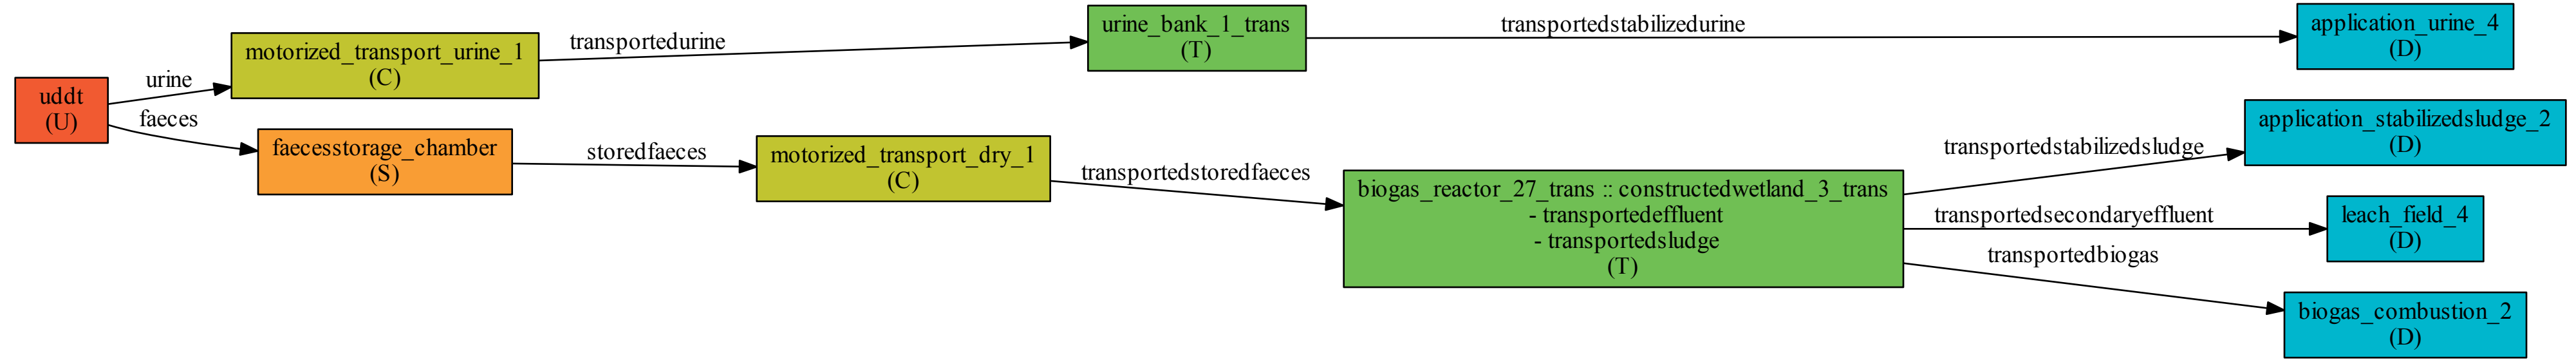 uddt
(U)
urine
faeces
motorized_transport_urine_1
(C)
transportedurine
urine_bank_1_trans
(T)
transportedstabilizedurine
application_urine_4
(D)
faecesstorage_chamber
(S)
storedfaeces
motorized_transport_dry_1
(C)
transportedstoredfaeces
biogas_reactor_27_trans :: constructedwetland_3_trans
- transportedeffluent
- transportedsludge
(T)
transportedstabilizedsludge
application_stabilizedsludge_2
(D)
transportedsecondaryeffluent
leach_field_4
(D)
transportedbiogas
biogas_combustion_2
(D)